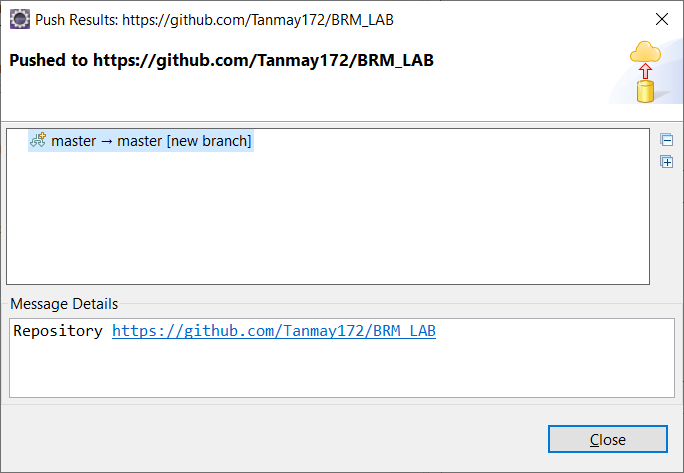 Push Results: https://github.com/Tanmay172/BRM_LAB
Pushed to https://github.com/Tanmay172/BRM_LAB
master → master [new branch]
Message Details
Repository https://github.com/Tanmay172/BRM_LAB
Close